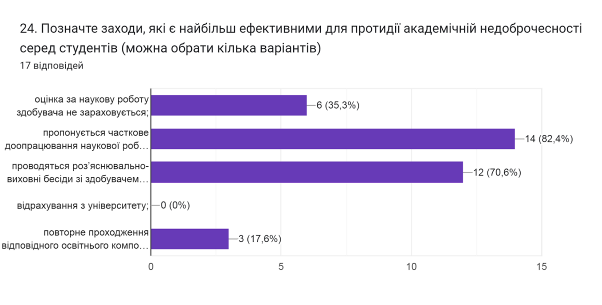 24. Позначте заходи, які є найбільш ефективними для протидії академічній недоброчесності
серед студентів (можна обрати кілька варіантів)
17 відповідей
оцінка за наукову роботу
здобувача не зараховується;
6 (35,3%)
пропонується часткове
доопрацювання наукової роб…
14 (82,4%)
проводяться роз'яснювально-
виховні бесіди зі здобувачем…
12 (70,6%)
відрахування з університету;
0 (0%)
повторне проходження
відповідного освітнього компо…
3 (17,6%)
0
5
10
15